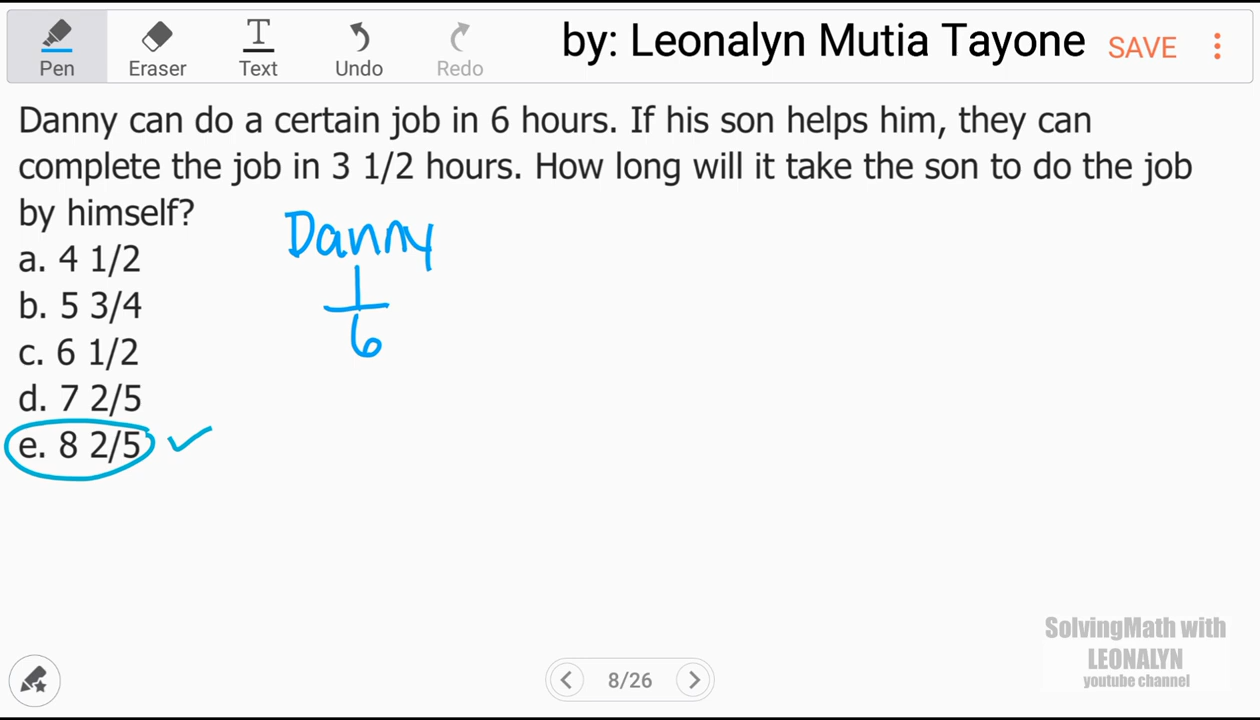 by: Leonalyn Mutia Tayone
Pen Eraser Text Undo Redo SAVE
Danny can do a certain job in 6 hours. If his son helps him, they can
complete the job in 3 1/2 hours. How long will it take the son to do the job
by himself?
a. 4 1/2
b. 5 3/4
c. 6 1/2
d. 7 2/5
e. 8 2/5
Danny
1
6
8/26
SolvingMath with
LEONALYN
youtube channel